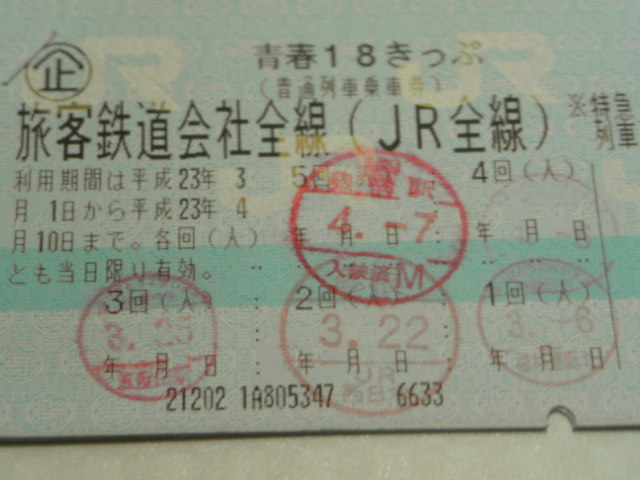 企
青春18きっぷ
(普通列車乗車券)
旅客鉄道会社全線(JR全線)
※特急
列車
利用期間は平成23年 3
月 1日から平成23年 4
月10日まで。各回(人)
とも当日限り有効。
5回
4回(人)
年 月 日
年 月
4.-7
M
3回(人)
2回(人)
1回(人)
3.22
JR
3.-6
年 月 日
年 月 日
年 月 日
21202 1A805347 6633